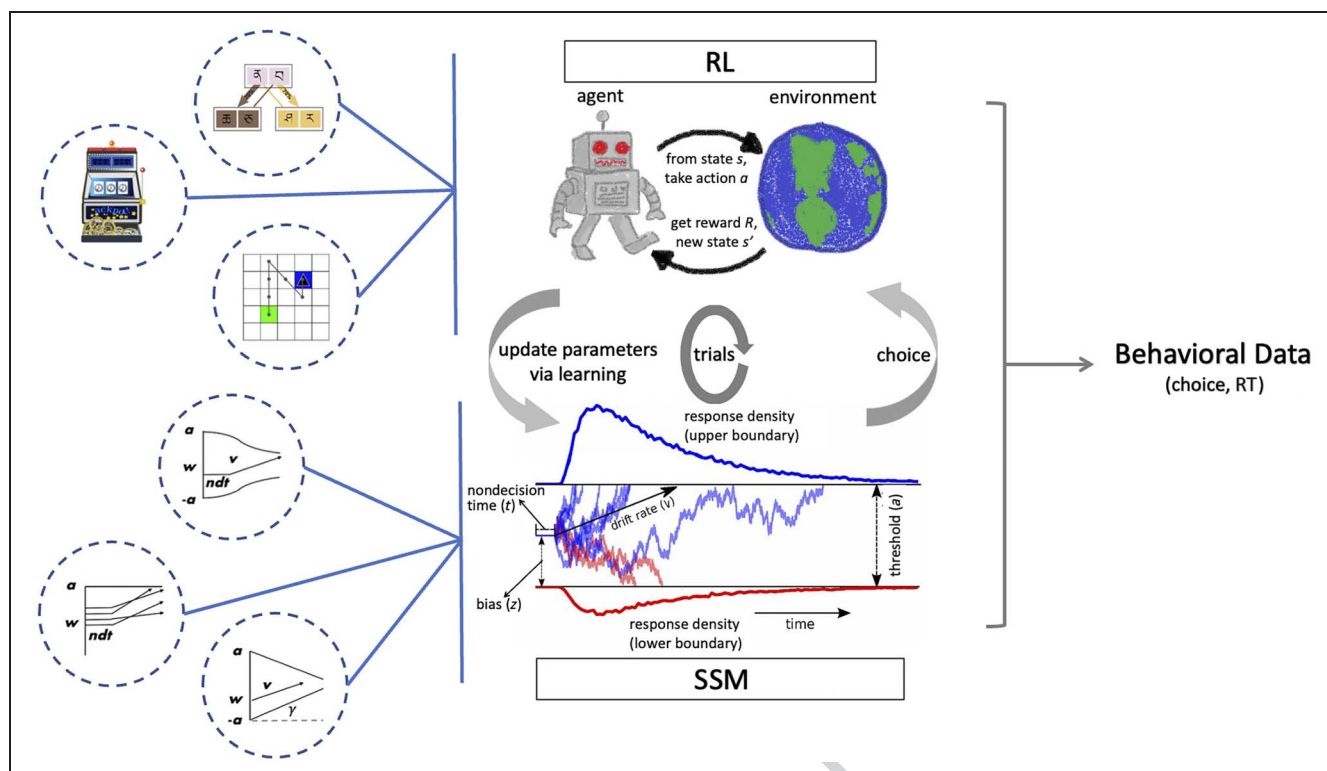 RL
agent
environment
from state s,
take action a
get reward R,
new state s’
update parameters
via learning
trials
choice
response density
(upper boundary)
nondecision
time (t)
drift rate (v)
threshold (a)
bias (z)
time
response density
(lower boundary)
SSM
Behavioral Data
(choice, RT)
ཆ
a
w
v
ndt
-a
a
w
ndt
a
w
v
γ
-a